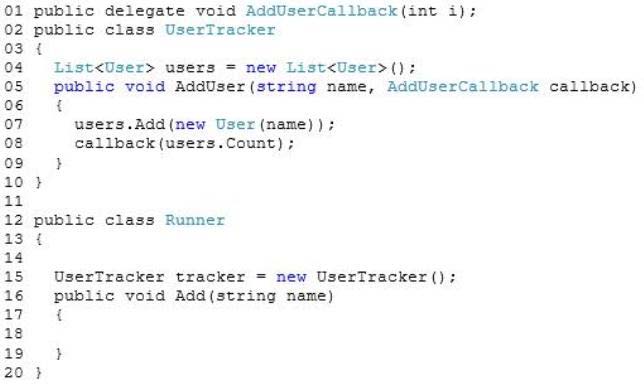 01 public delegate void AddUserCallback(int i);
02 public class UserTracker
03 {
04   List<User> users = new List<User>();
05   public void AddUser(string name, AddUserCallback callback)
06   {
07     users.Add(new User(name));
08     callback(users.Count);
09   }
10 }
11
12 public class Runner
13 {
14
15   UserTracker tracker = new UserTracker();
16   public void Add(string name)
17   {
18
19   }
20 }